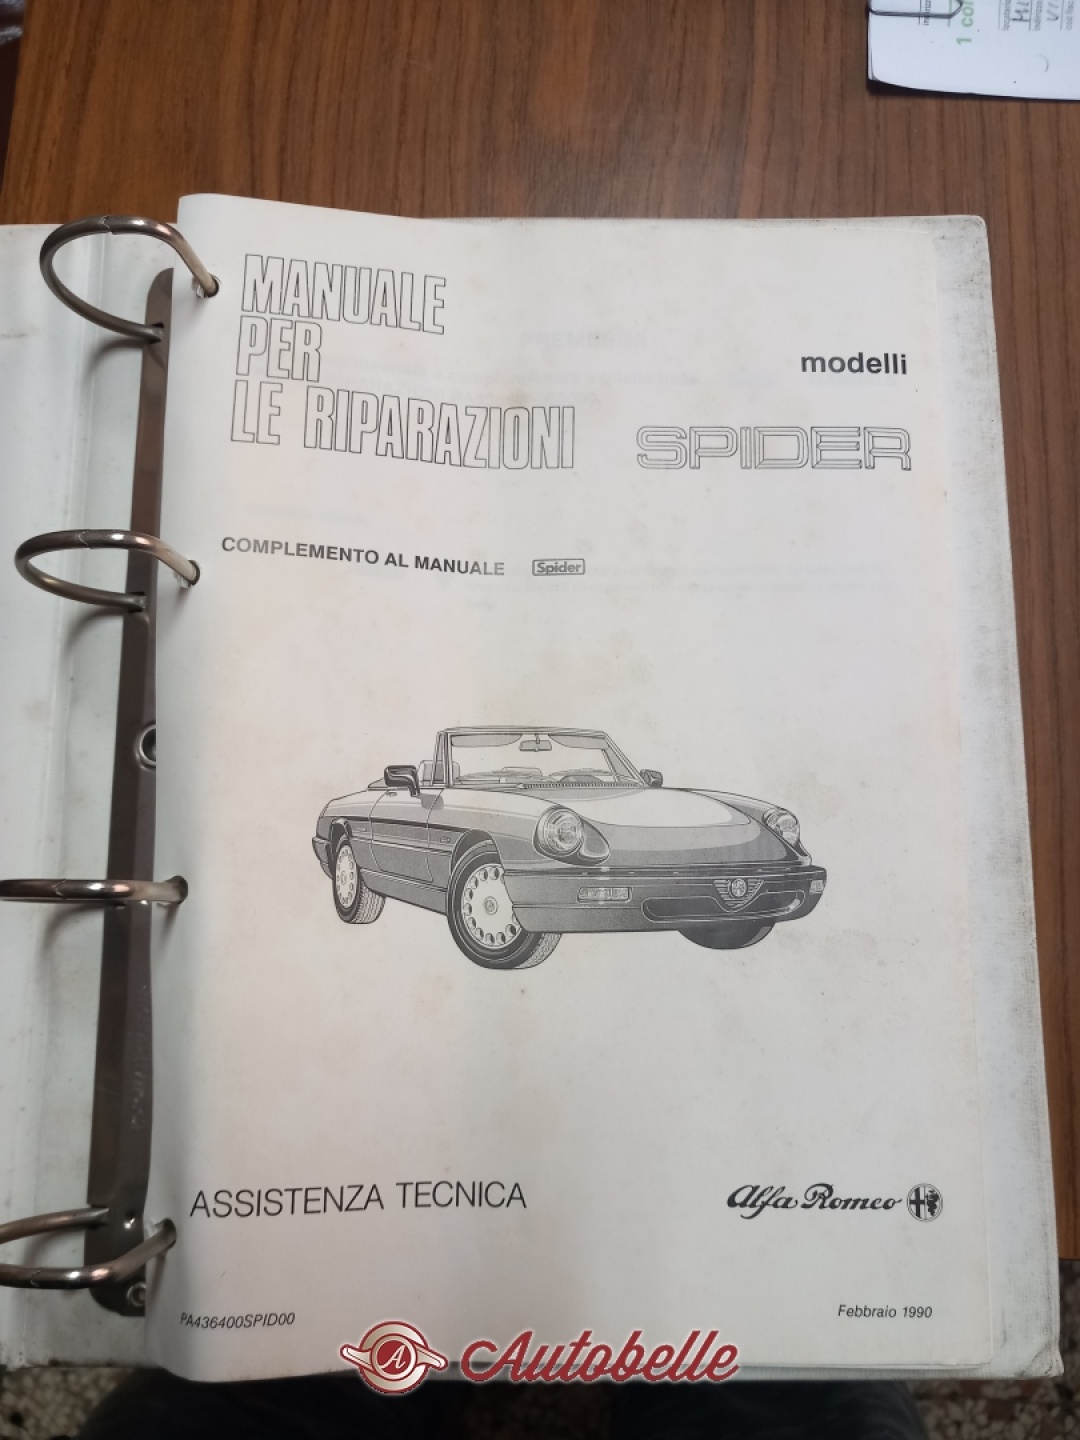 MANUALE
PER
LE RIPARAZIONI
modelli
SPIDER
COMPLEMENTO AL MANUALE Spider
ASSISTENZA TECNICA
Alfa Romeo
PA436400SPID00
Febbraio 1990
A Autobelle